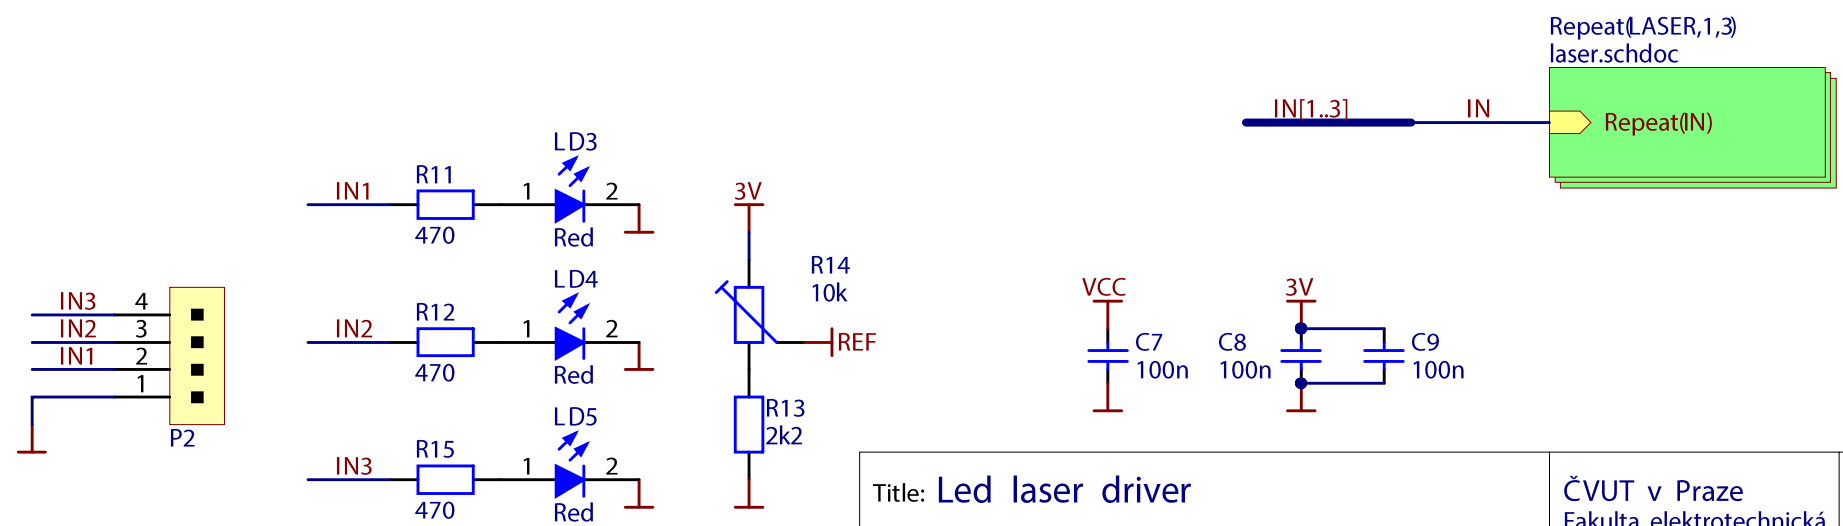 Repeat(LASER,1,3)
laser.schdoc
IN[1..3]
IN
Repeat(IN)
LD3
R11
IN1
1
2
470
Red
3V
LD4
R12
IN2
1
2
470
Red
R14
10k
REF
VCC
3V
C7
100n
C8
100n
C9
100n
IN3
4
IN2
3
IN1
2
1
P2
LD5
R15
IN3
1
2
470
Red
R13
2k2
Title: Led laser driver
ČVUT v Praze
Fakulta elektrotechnická